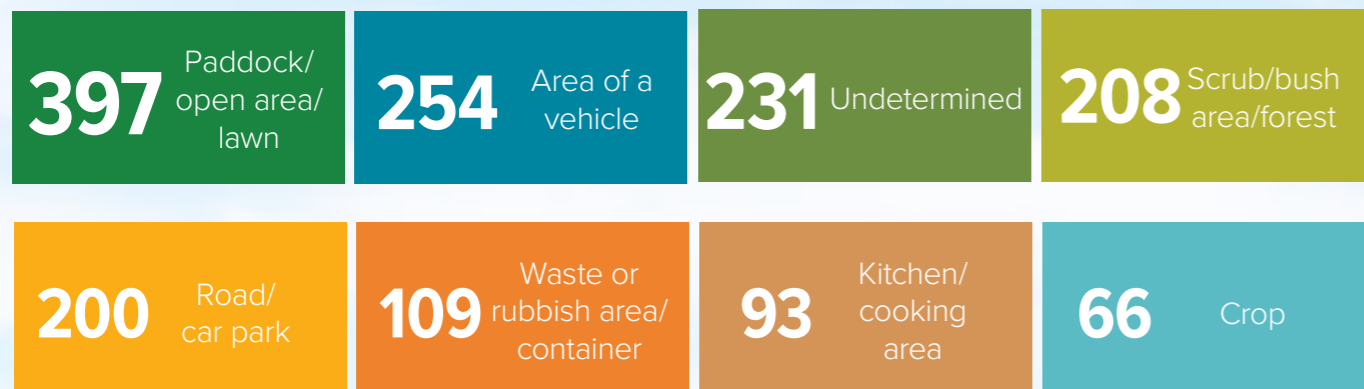 397
Paddock/
open area/
lawn
254
Area of a
vehicle
231
Undetermined
208
Scrub/bush
area/forest
200
Road/
car park
109
Waste or
rubbish area/
container
93
Kitchen/
cooking
area
66
Crop